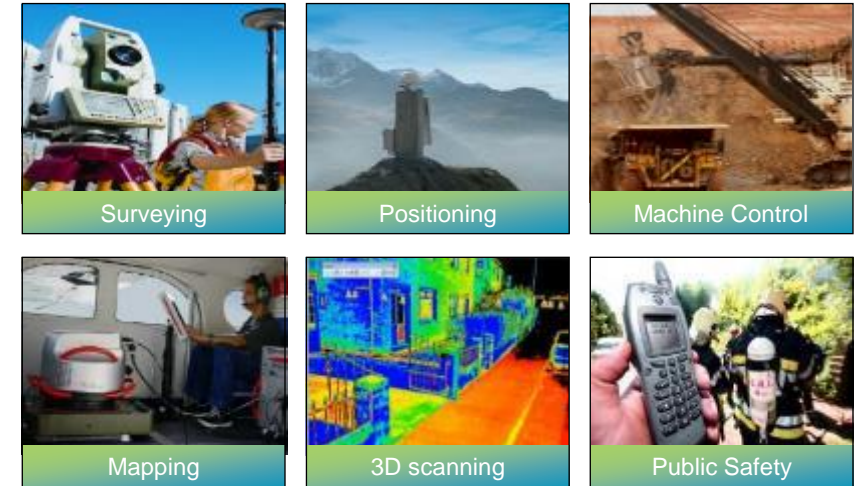 Surveying
Positioning
Machine Control
Mapping
3D scanning
Public Safety